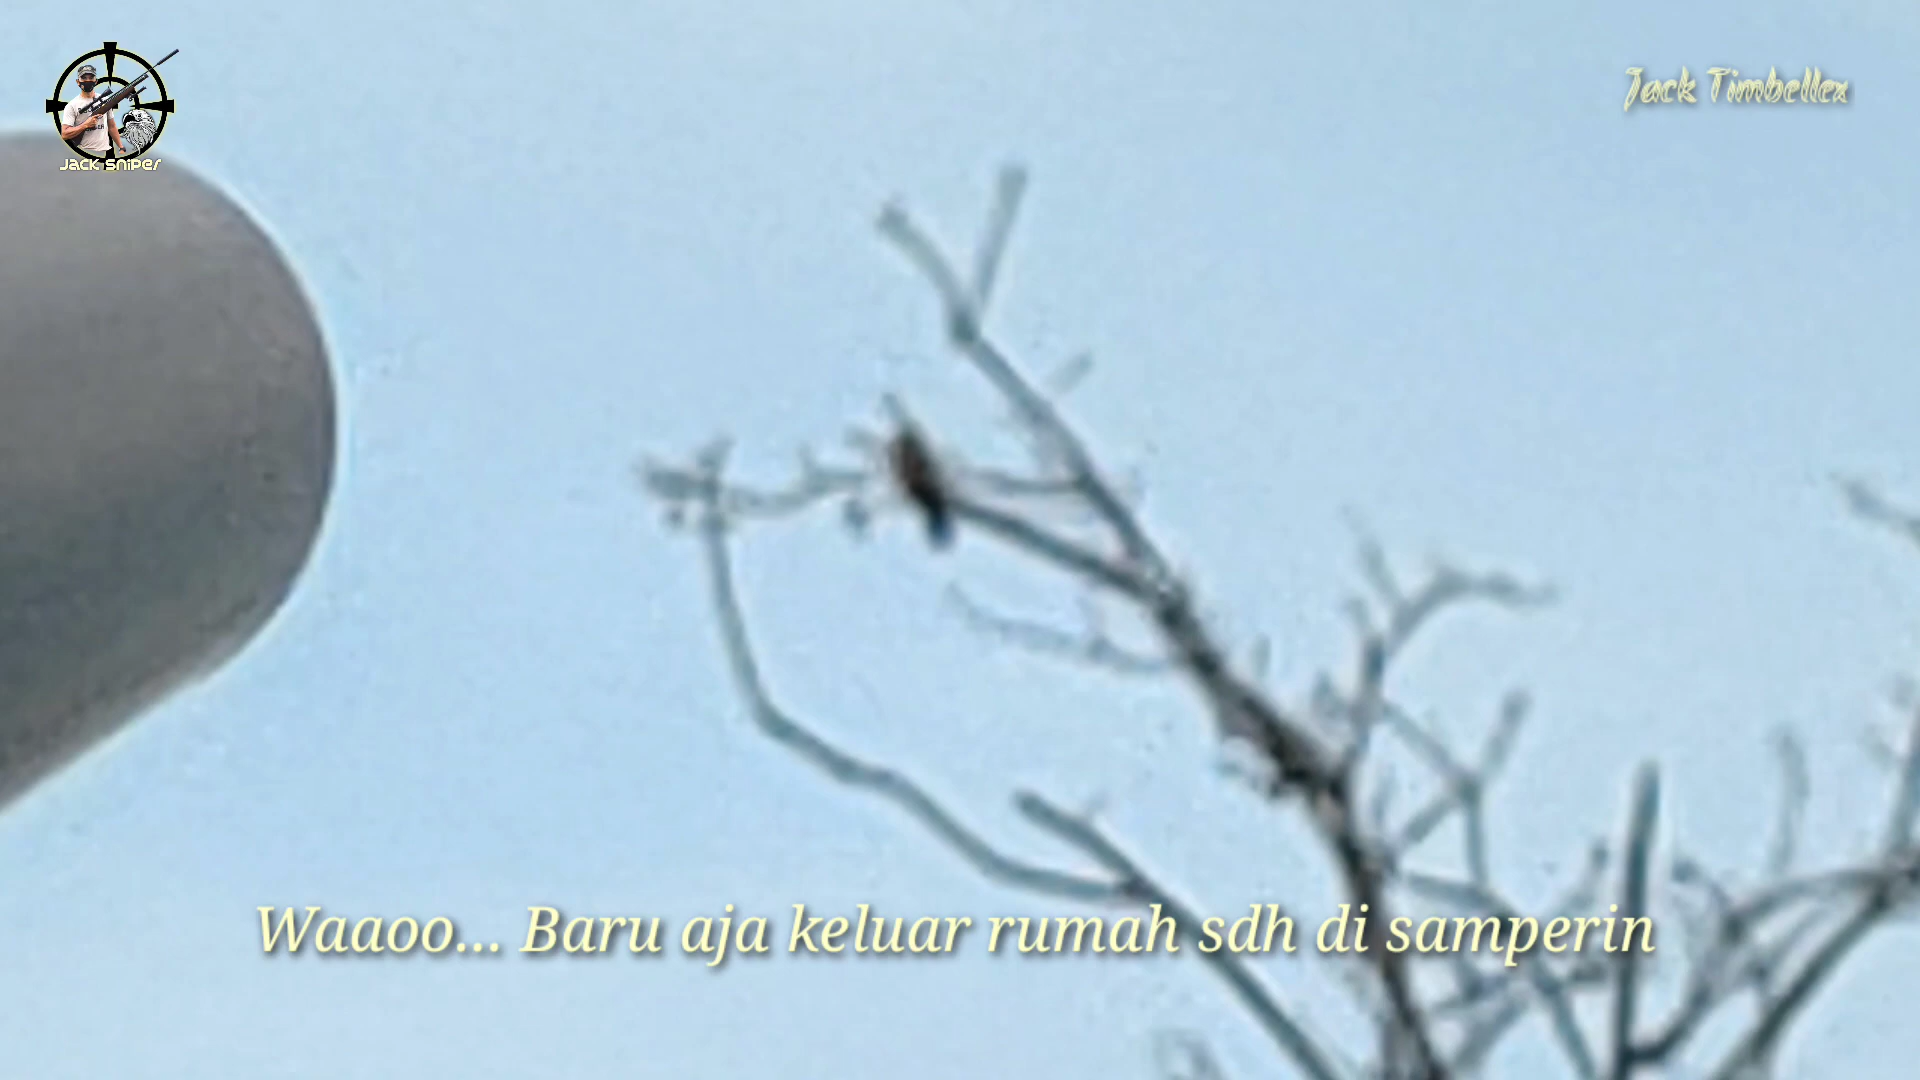 Jack Sniper
Jack Timbellex
Waaoo... Baru aja keluar rumah sdh di samperin